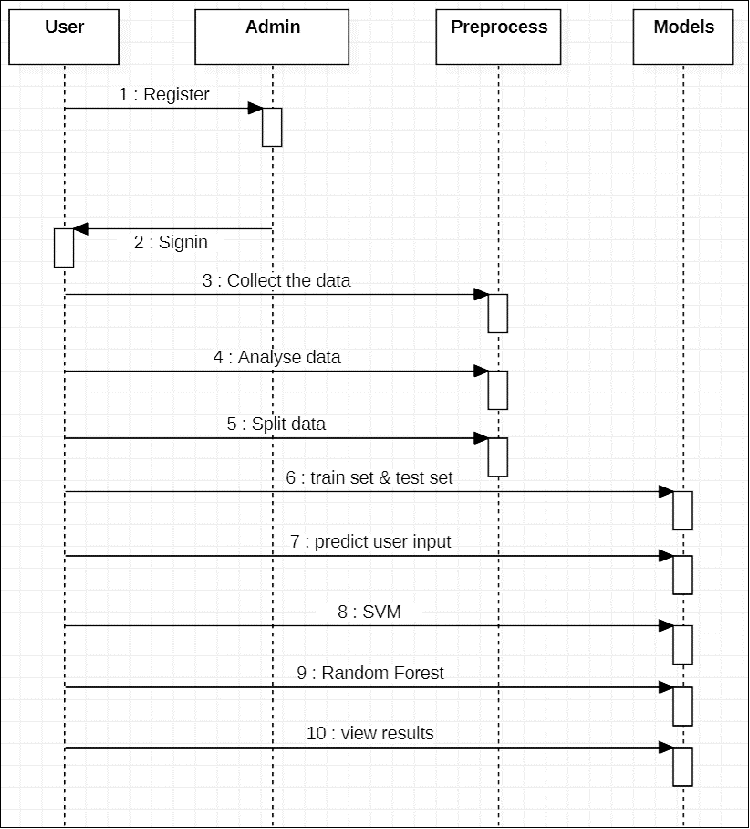 User Admin Preprocess Models
1 : Register
2 : Signin
3 : Collect the data
4 : Analyse data
5 : Split data
6 : train set & test set
7 : predict user input
8 : SVM
9 : Random Forest
10 : view results